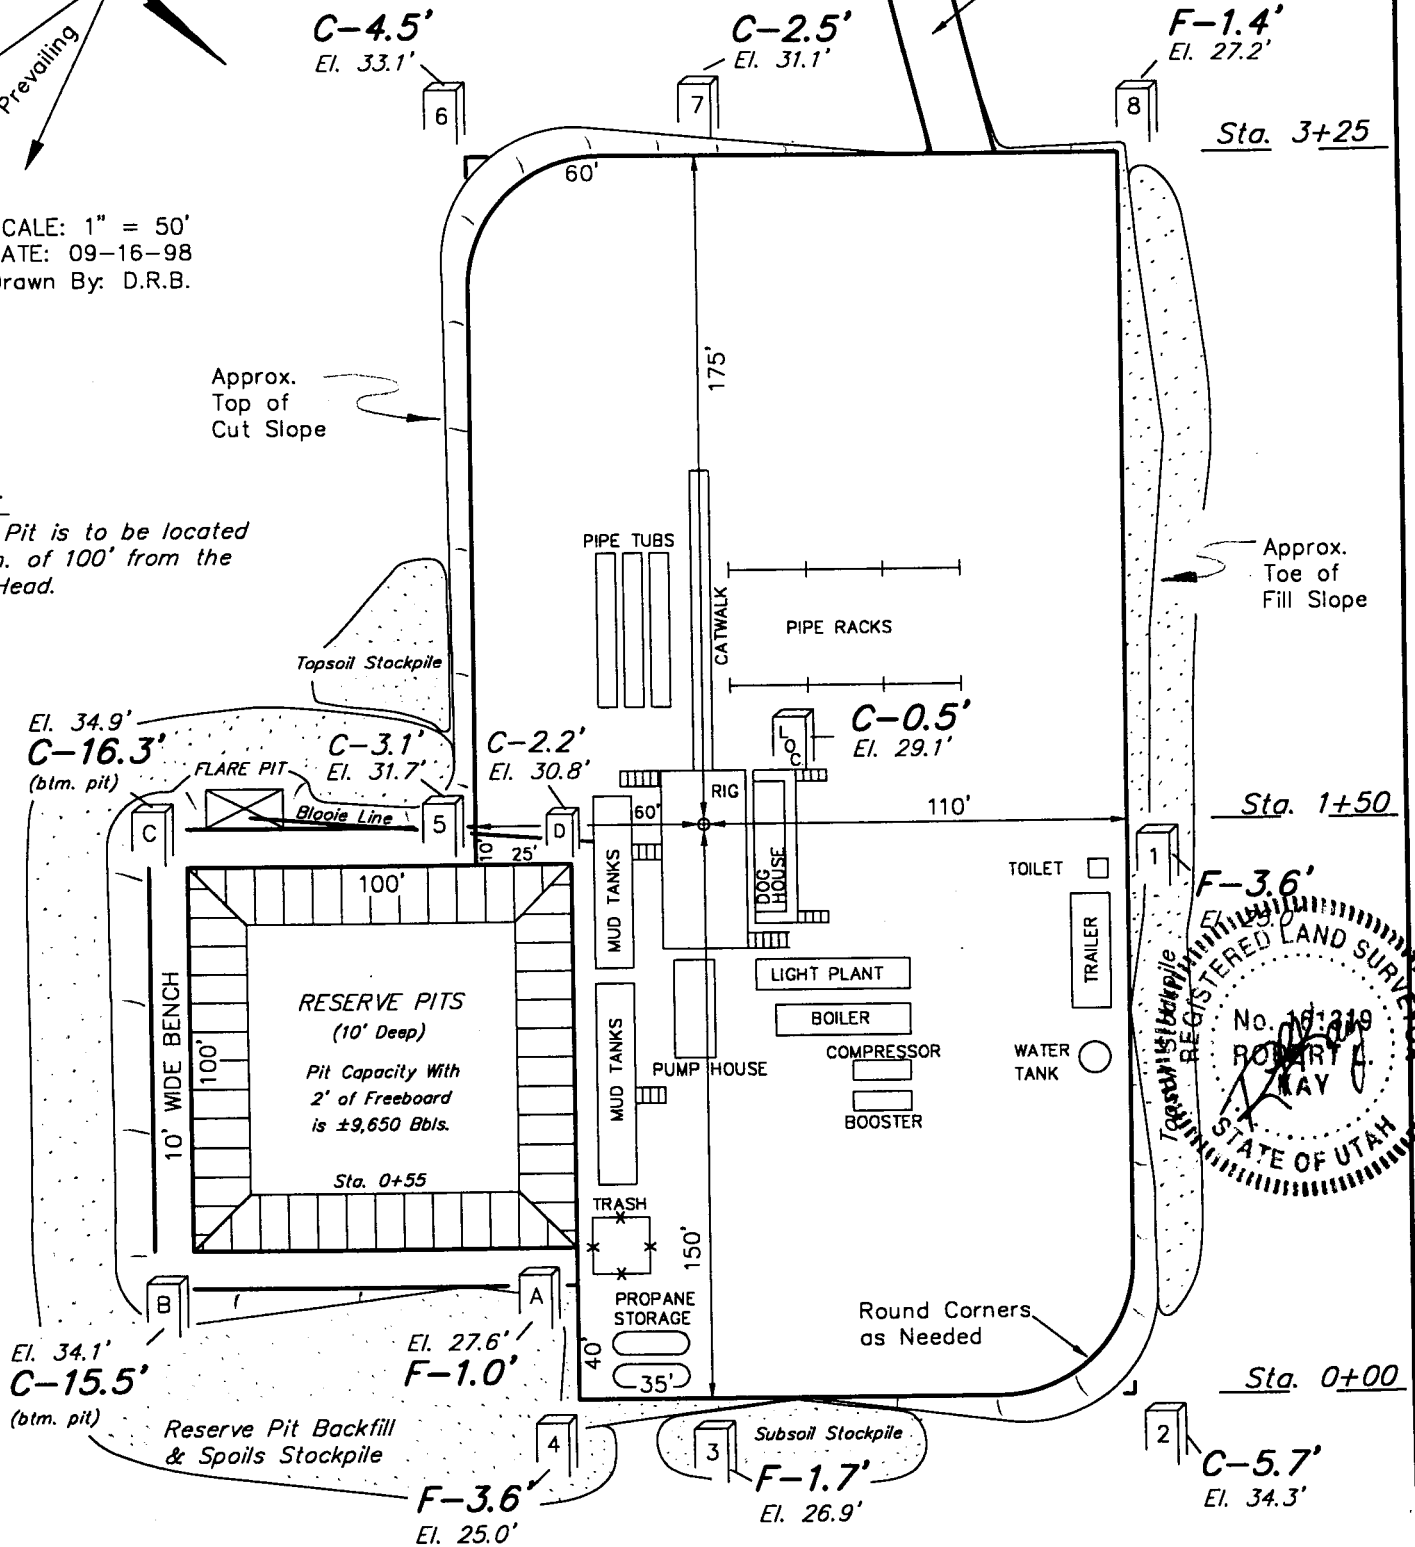 C-4.5'
El. 33.1'
C-2.5'
El. 31.1'
F-1.4'
El. 27.2'
Prevailing
6
7
8
Sta. 3+25
60'
CALE: 1" = 50'
ATE: 09-16-98
rawn By: D.R.B.
175'
Approx.
Top of
Cut Slope
Pit is to be located
. of 100' from the
Head.
PIPE TUBS
CATWALK
PIPE RACKS
Approx.
Toe of
Fill Slope
Topsoil Stockpile
El. 34.9'
C-16.3'
(btm. pit)
FLARE PIT
C-3.1'
El. 31.7'
C-2.2'
El. 30.8'
LOC.
C-0.5'
El. 29.1'
RIG
Blooie Line
C
5
D
60'
110'
Sta. 1+50
10'
25'
100'
MUD TANKS
DOG
HOUSE
TOILET
1
F-3.6'
El. 25.0'
TRAILER
LIGHT PLANT
BOILER
COMPRESSOR
BOOSTER
PUMP HOUSE
WATER
TANK
Topsoil Stockpile
REGISTERED LAND SURVEYOR
ROBERT L.
KAY
STATE OF UTAH
10' WIDE BENCH
100'
RESERVE PITS
(10' Deep)
Pit Capacity With
2' of Freeboard
is ±9,650 Bbls.
Sta. 0+55
MUD TANKS
TRASH
150'
PROPANE
STORAGE
40'
35'
Round Corners
as Needed
B
A
El. 34.1'
C-15.5'
(btm. pit)
El. 27.6'
F-1.0'
Sta. 0+00
Reserve Pit Backfill
& Spoils Stockpile
4
3
Subsoil Stockpile
2
F-3.6'
El. 25.0'
F-1.7'
El. 26.9'
C-5.7'
El. 34.3'